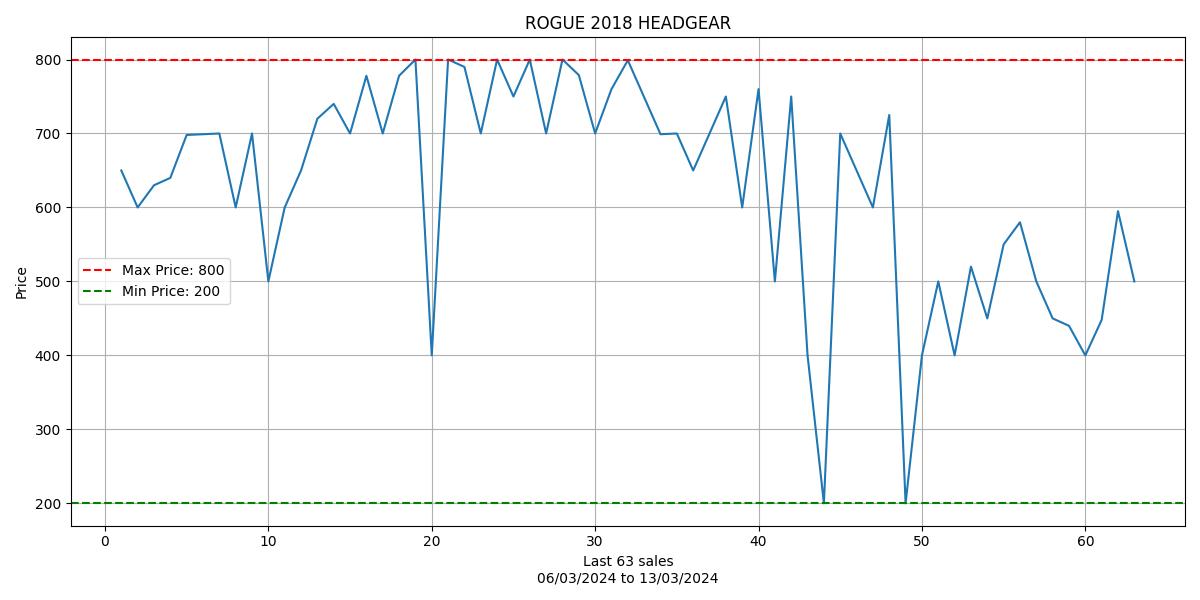 ROGUE 2018 HEADGEAR
800
700
600
500
400
300
200
Price
Max Price: 800
Min Price: 200
0 10 20 30 40 50 60
Last 63 sales
06/03/2024 to 13/03/2024